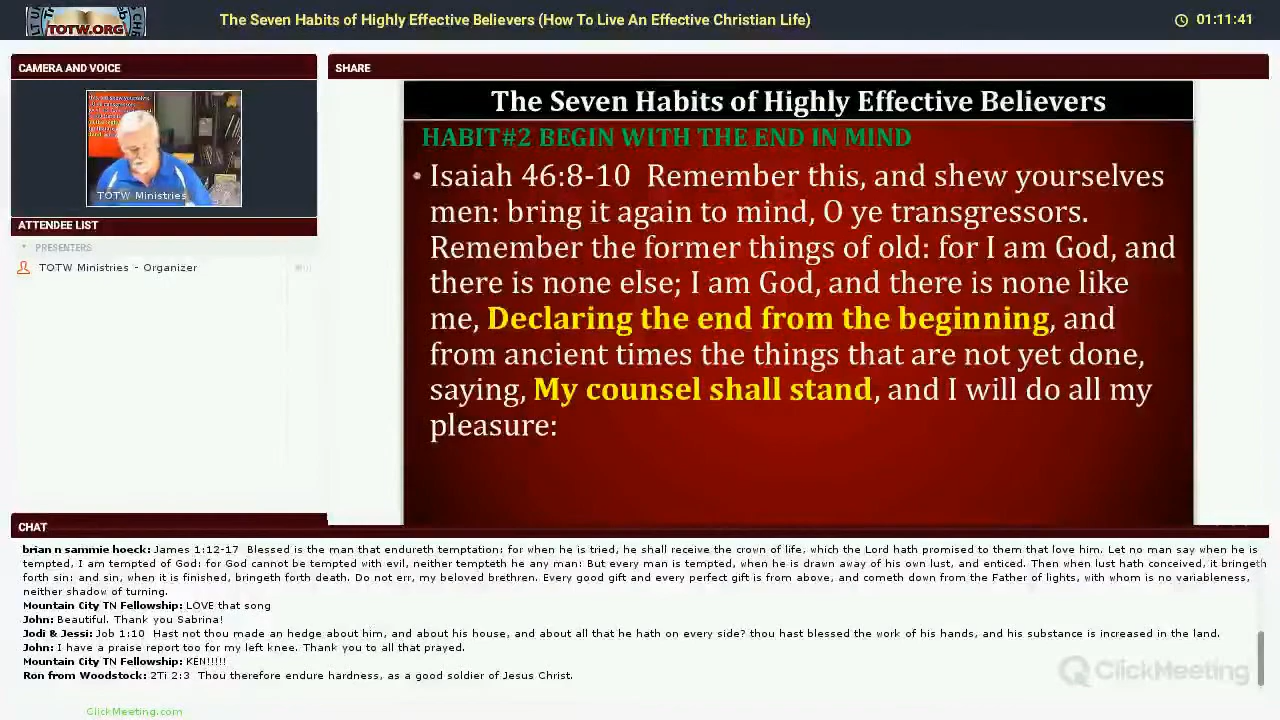 TOTW.ORG
The Seven Habits of Highly Effective Believers (How To Live An Effective Christian Life)
01:11:41
CAMERA AND VOICE
TOTW Ministries
ATTENDEE LIST
PRESENTERS
TOTW Ministries - Organizer
SHARE
The Seven Habits of Highly Effective Believers
HABIT#2 BEGIN WITH THE END IN MIND
• Isaiah 46:8-10 Remember this, and shew yourselves
men: bring it again to mind, O ye transgressors.
Remember the former things of old: for I am God, and
there is none else; I am God, and there is none like
me, Declaring the end from the beginning, and
from ancient times the things that are not yet done,
saying, My counsel shall stand, and I will do all my
pleasure:
CHAT
brian n sammie hoeck: James 1:12-17 Blessed is the man that endureth temptation: for when he is tried, he shall receive the crown of life, which the Lord hath promised to them that love him. Let no man say when he is
tempted, I am tempted of God: for God cannot be tempted with evil, neither tempteth he any man: But every man is tempted, when he is drawn away of his own lust, and enticed. Then when lust hath conceived, it bringeth
forth sin: and sin, when it is finished, bringeth forth death. Do not err, my beloved brethren. Every good gift and every perfect gift is from above, and cometh down from the Father of lights, with whom is no variableness,
neither shadow of turning.
Mountain City TN Fellowship: LOVE that song
John: Beautiful. Thank you Sabrina!
Jodi & Jessi: Job 1:10 Hast not thou made an hedge about him, and about his house, and about all that he hath on every side? thou hast blessed the work of his hands, and his substance is increased in the land.
John: I have a praise report too for my left knee. Thank you to all that prayed.
Mountain City TN Fellowship: KEN!!!!!
Ron from Woodstock: 2Ti 2:3 Thou therefore endure hardness, as a good soldier of Jesus Christ.
ClickMeeting
ClickMeeting.com